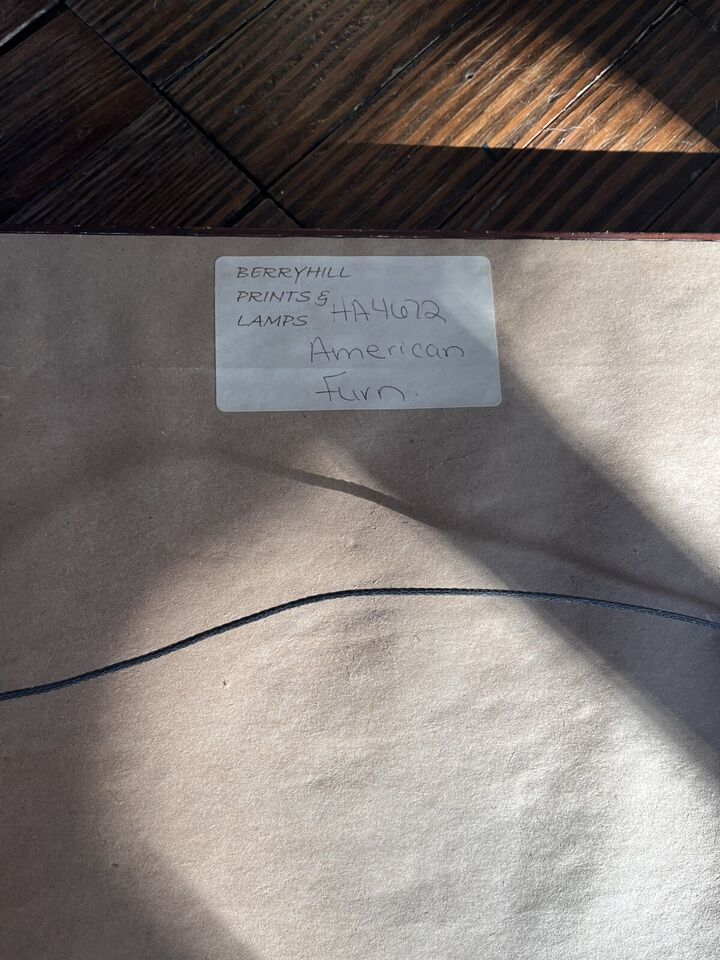 BERRYHILL
PRINTS &
LAMPS HA4672
American
Furn.